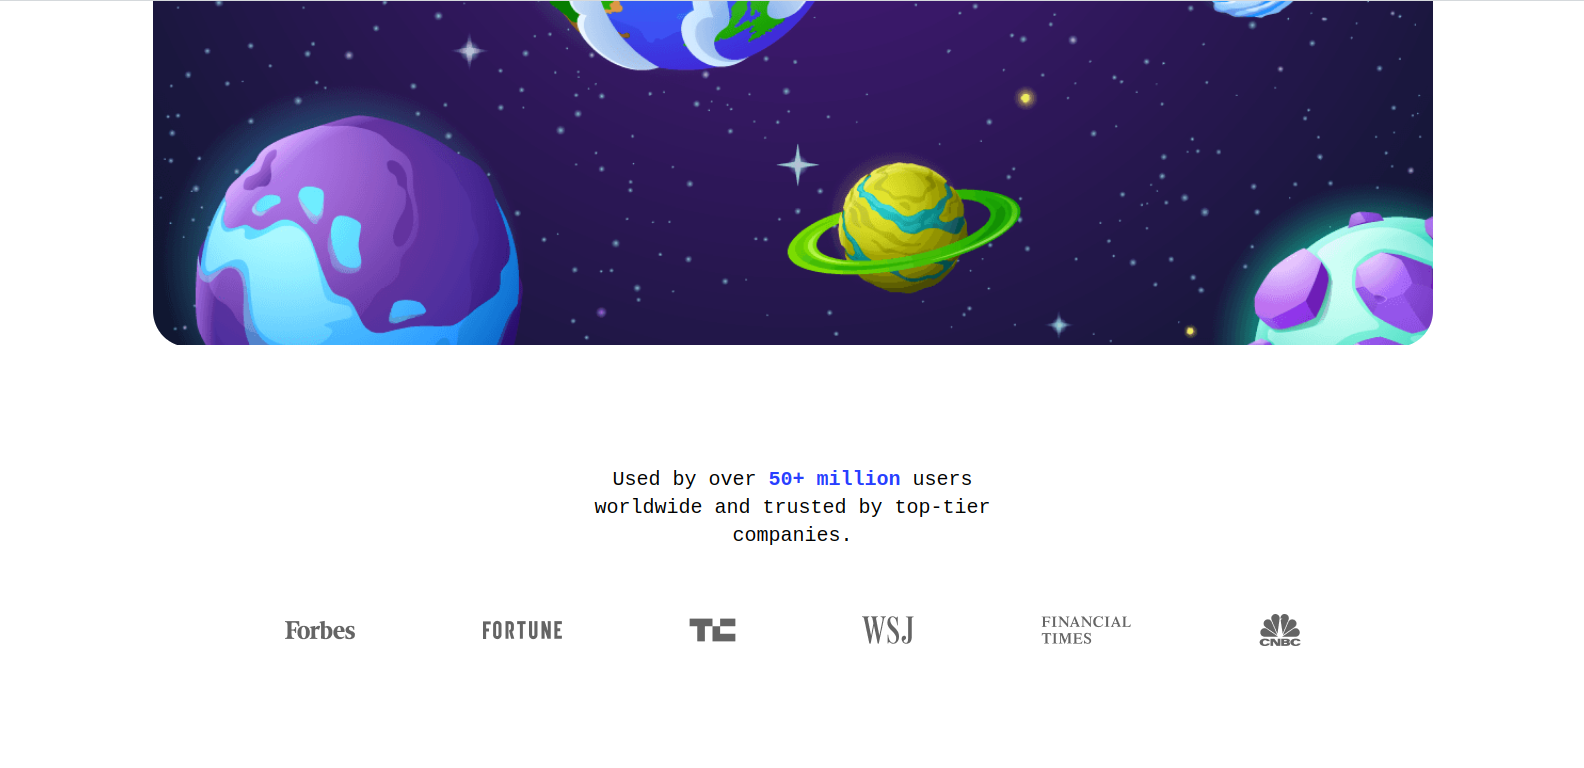 Used by over 50+ million users
worldwide and trusted by top-tier
companies.
Forbes
FORTUNE
TC
WSJ
FINANCIAL
TIMES
CNBC